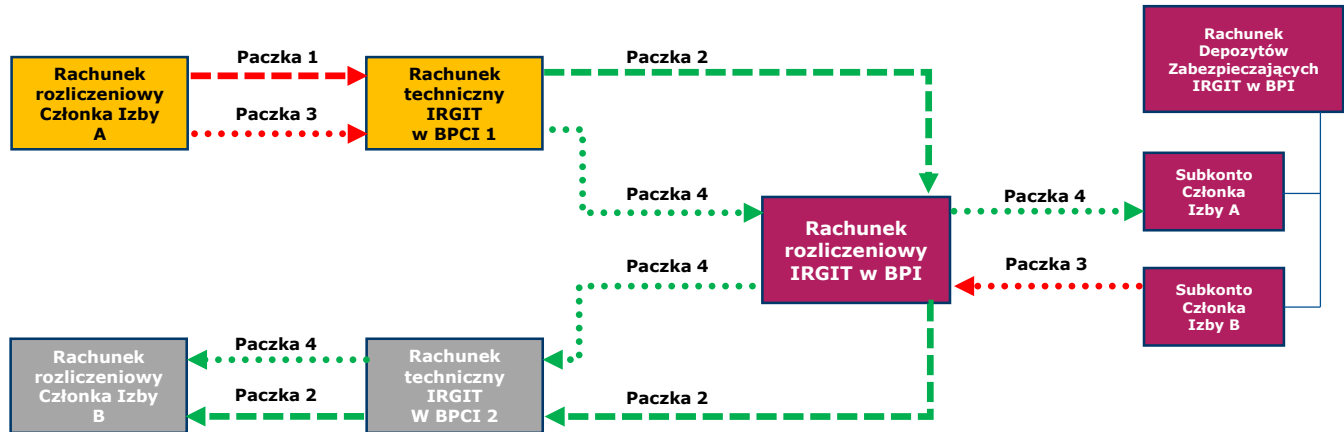 Paczka 1
Paczka 3
Rachunek
rozliczeniowy
Członka Izby
A
Rachunek
techniczny
IRGIT
w BPCI 1
Paczka 2
Paczka 4
Rachunek
Depozytów
Zabezpieczających
IRGIT w BPI
Subkonto
Członka
Izby A
Paczka 4
Rachunek
rozliczeniowy
IRGIT w BPI
Paczka 3
Subkonto
Członka
Izby B
Paczka 4
Paczka 2
Rachunek
rozliczeniowy
Członka Izby
B
Paczka 4
Paczka 2
Rachunek
techniczny
IRGIT
W BPCI 2